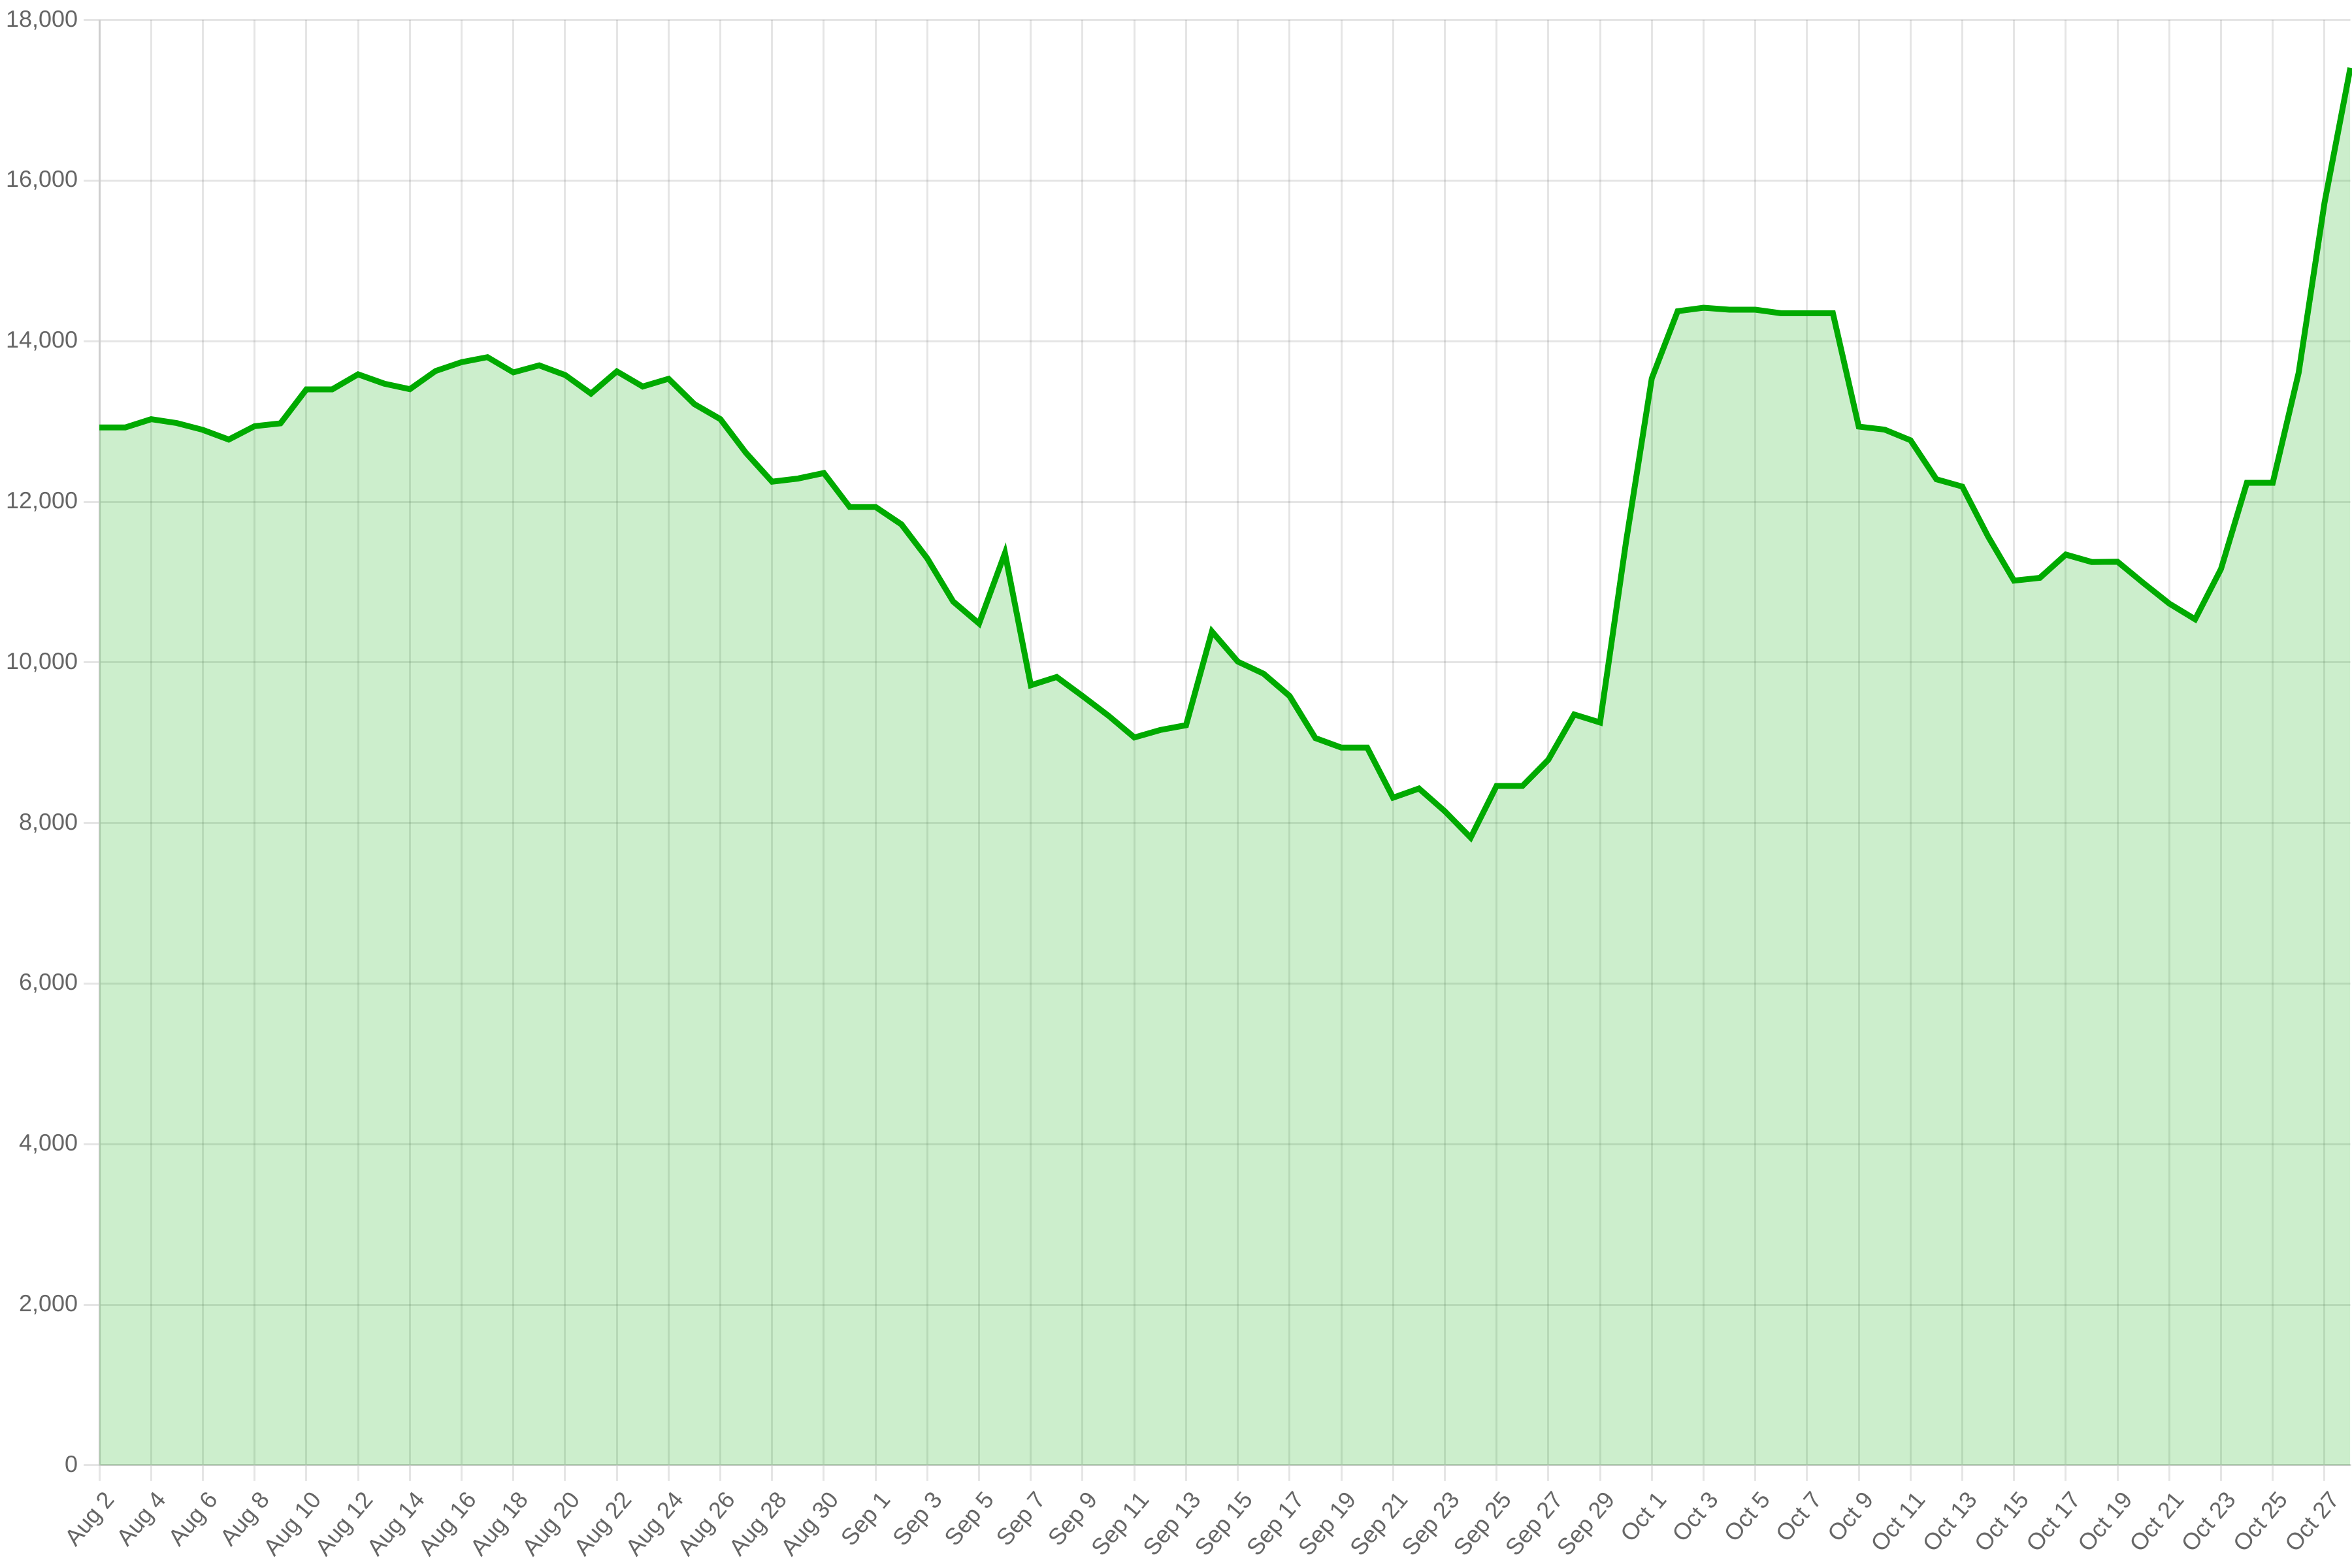 18,000
16,000
14,000
12,000
10,000
8,000
6,000
4,000
2,000
0
Aug 2
Aug 4
Aug 6
Aug 8
Aug 10
Aug 12
Aug 14
Aug 16
Aug 18
Aug 20
Aug 22
Aug 24
Aug 26
Aug 28
Aug 30
Sep 1
Sep 3
Sep 5
Sep 7
Sep 9
Sep 11
Sep 13
Sep 15
Sep 17
Sep 19
Sep 21
Sep 23
Sep 25
Sep 27
Sep 29
Oct 1
Oct 3
Oct 5
Oct 7
Oct 9
Oct 11
Oct 13
Oct 15
Oct 17
Oct 19
Oct 21
Oct 23
Oct 25
Oct 27